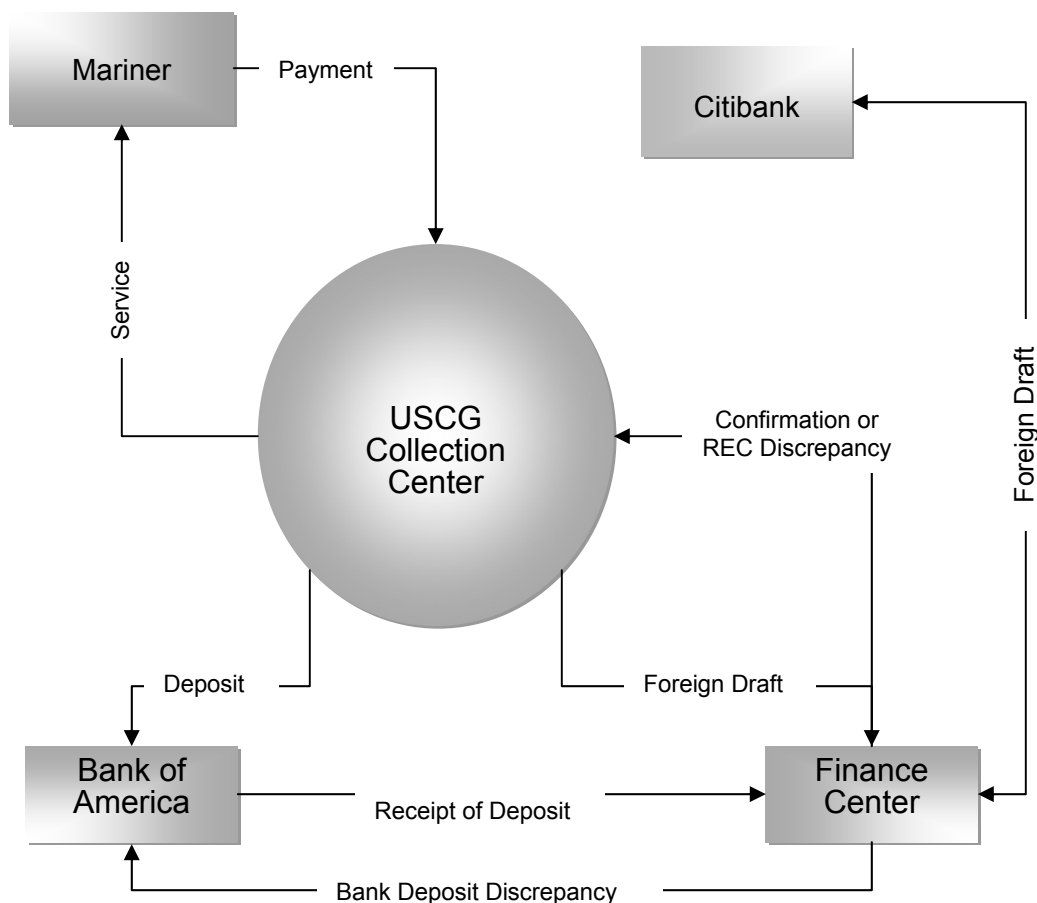 Mariner
Payment
Citibank
Service
Foreign Draft
USCG
Collection
Center
Confirmation or
REC Discrepancy
Deposit
Foreign Draft
Bank of
America
Receipt of Deposit
Finance
Center
Bank Deposit Discrepancy